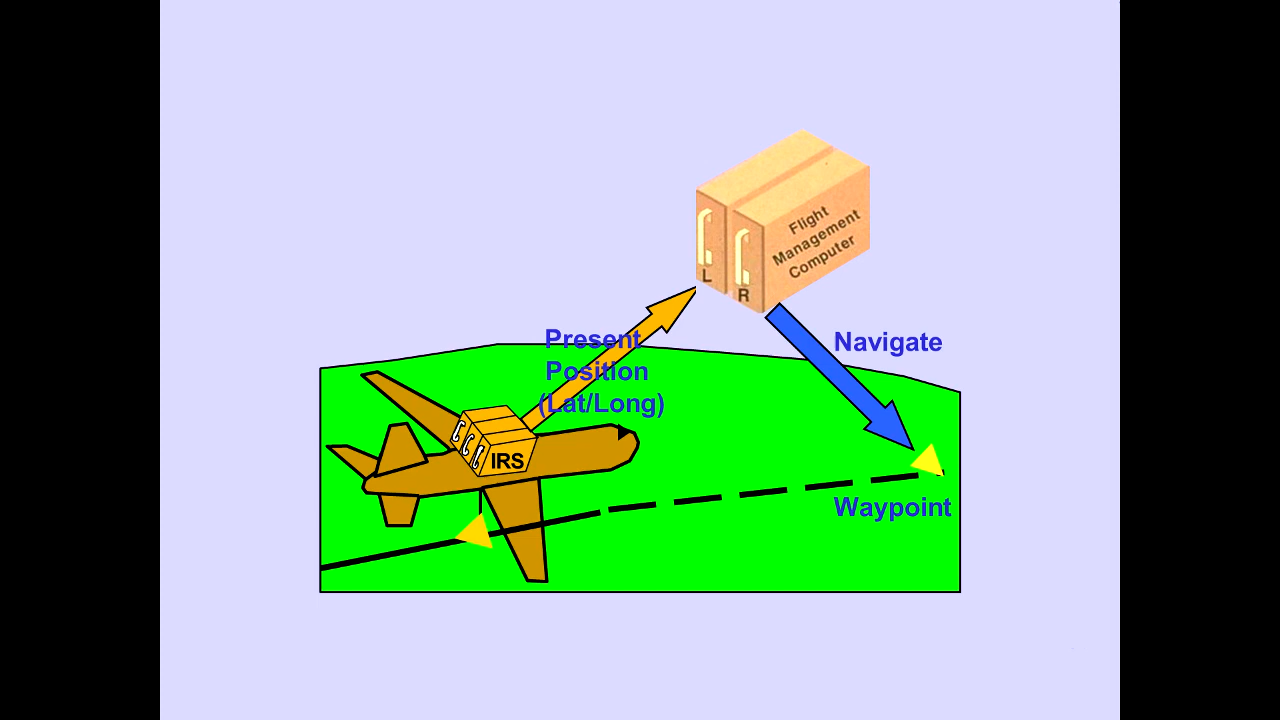 Flight
Management
Computer
L
R
Present
Position
(Lat/Long)
Navigate
IRS
Waypoint